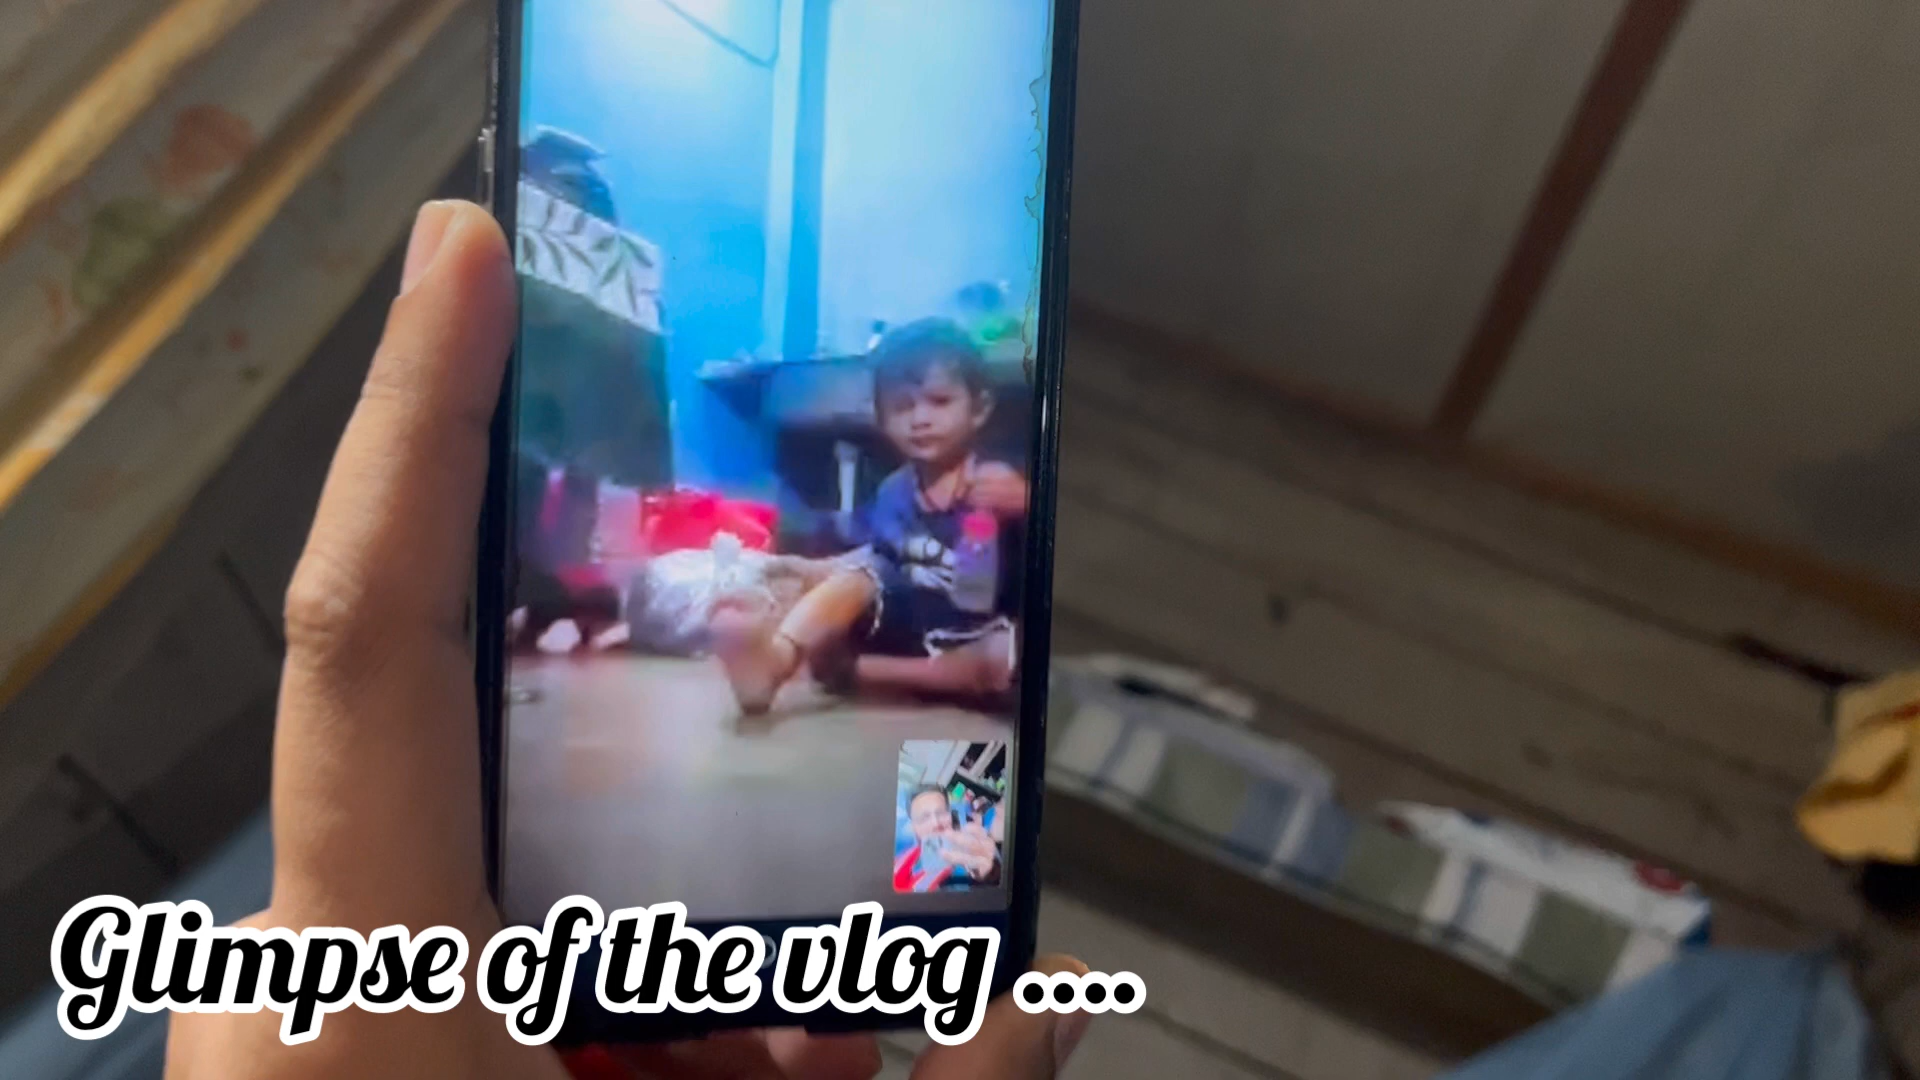 Glimpse of the vlog ....